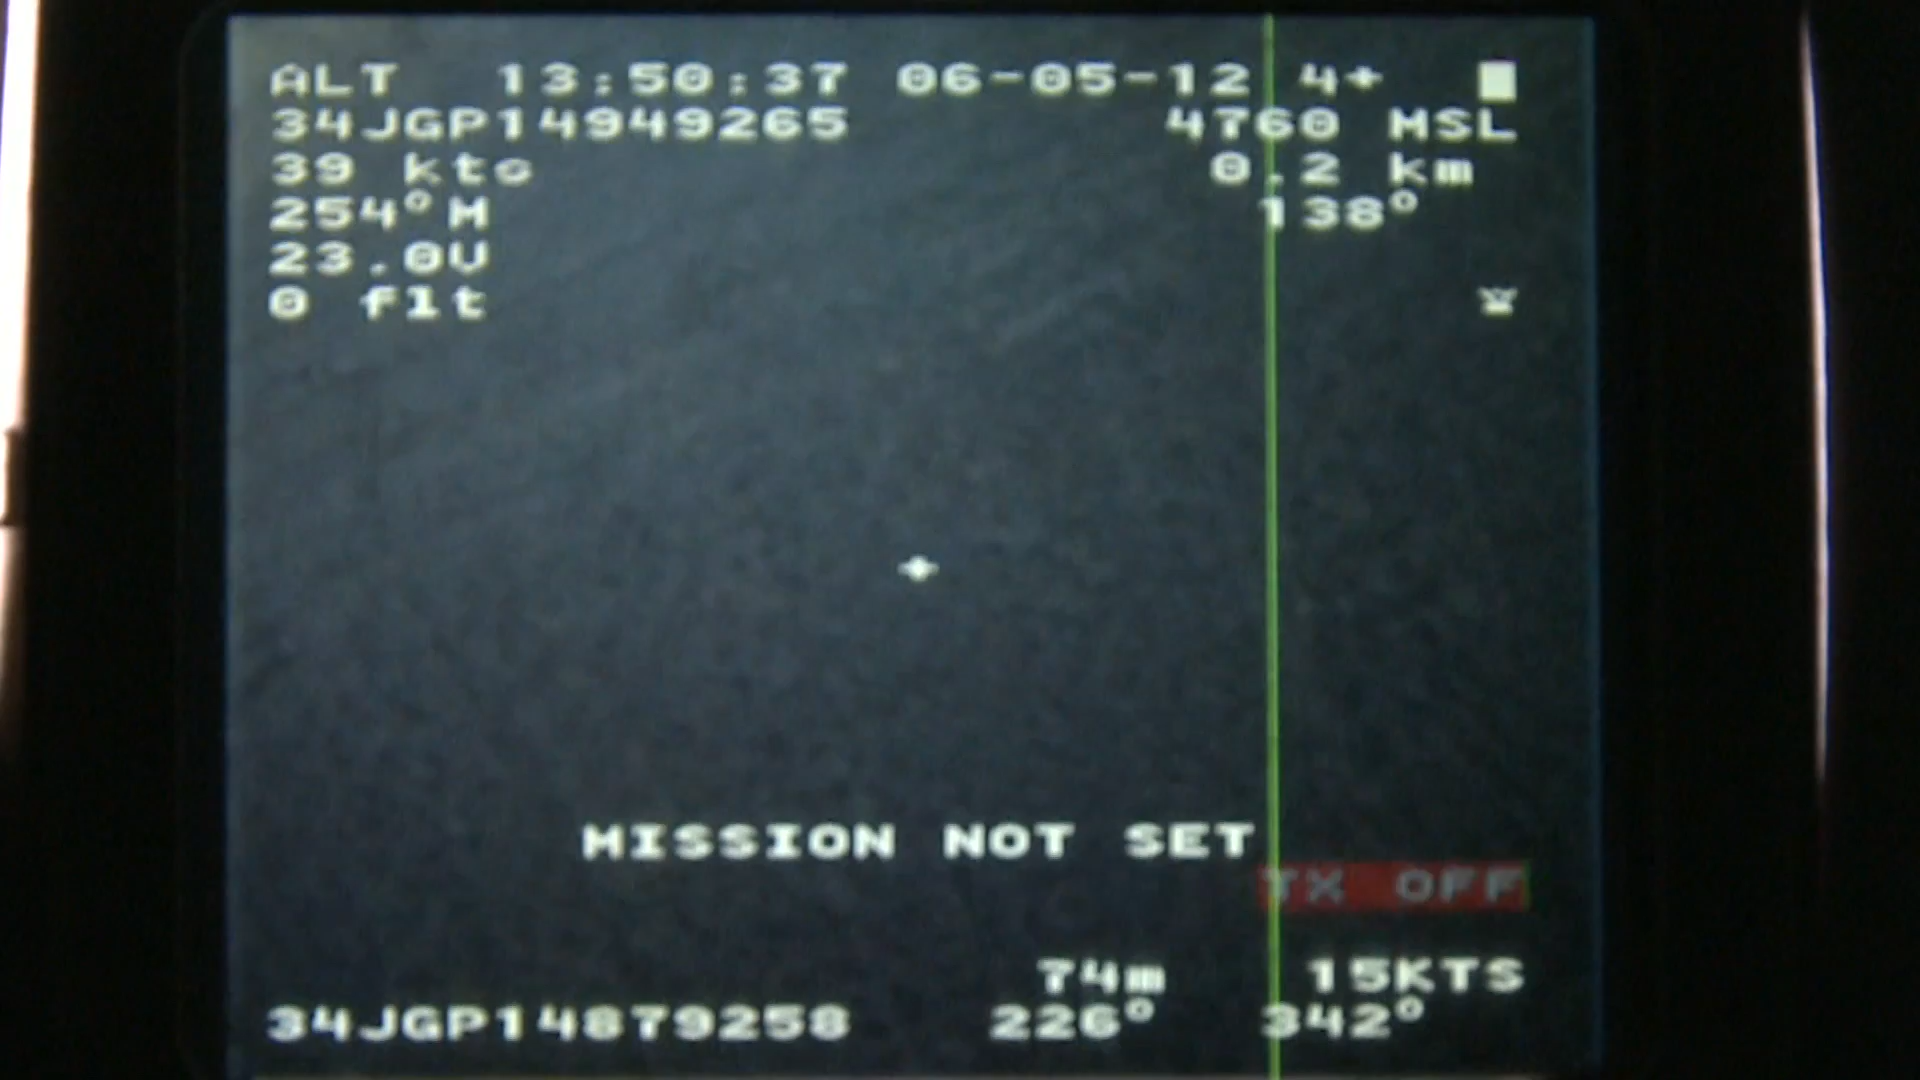 ALT 13:50:37 06-05-12 4+
34JGP14949265 4760 MSL
39 kts 0.2 km
254°M 138°
23.0V
0 flt
MISSION NOT SET
TX OFF
74m 15KTS
34JGP14879258 226° 342°